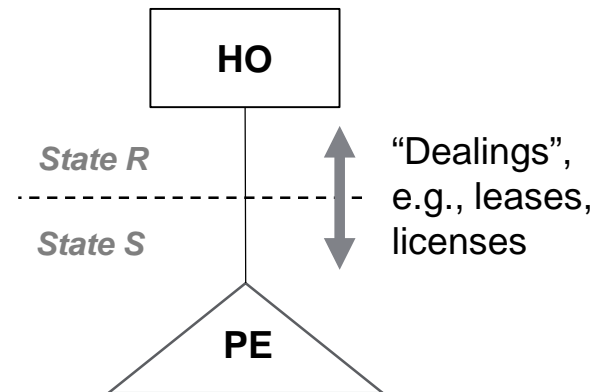 HO
State R
State S
“Dealings”,
e.g., leases,
licenses
PE